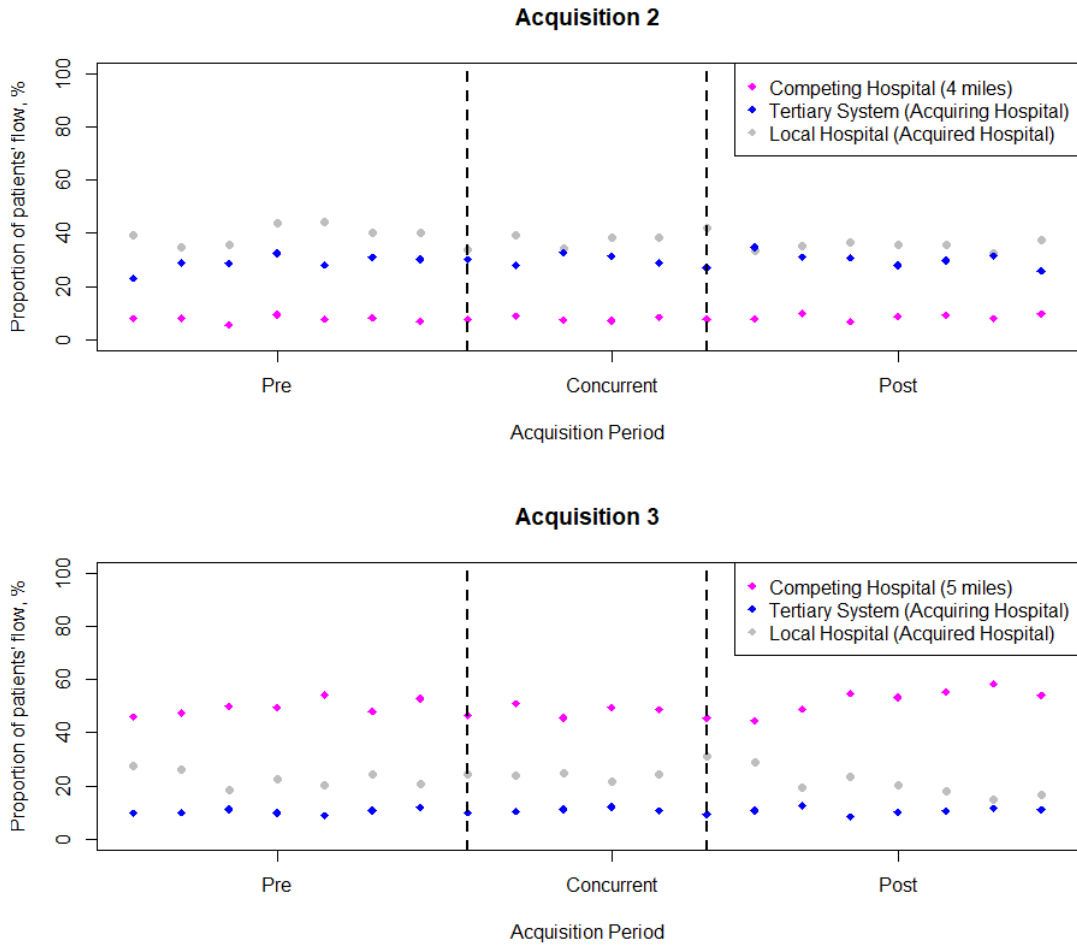 Acquisition 2
Proportion of patients' flow, %
100
80
60
40
20
0
Competing Hospital (4 miles)
Tertiary System (Acquiring Hospital)
Local Hospital (Acquired Hospital)
Pre Concurrent Post
Acquisition Period
Acquisition 3
Proportion of patients' flow, %
100
80
60
40
20
0
Competing Hospital (5 miles)
Tertiary System (Acquiring Hospital)
Local Hospital (Acquired Hospital)
Pre Concurrent Post
Acquisition Period